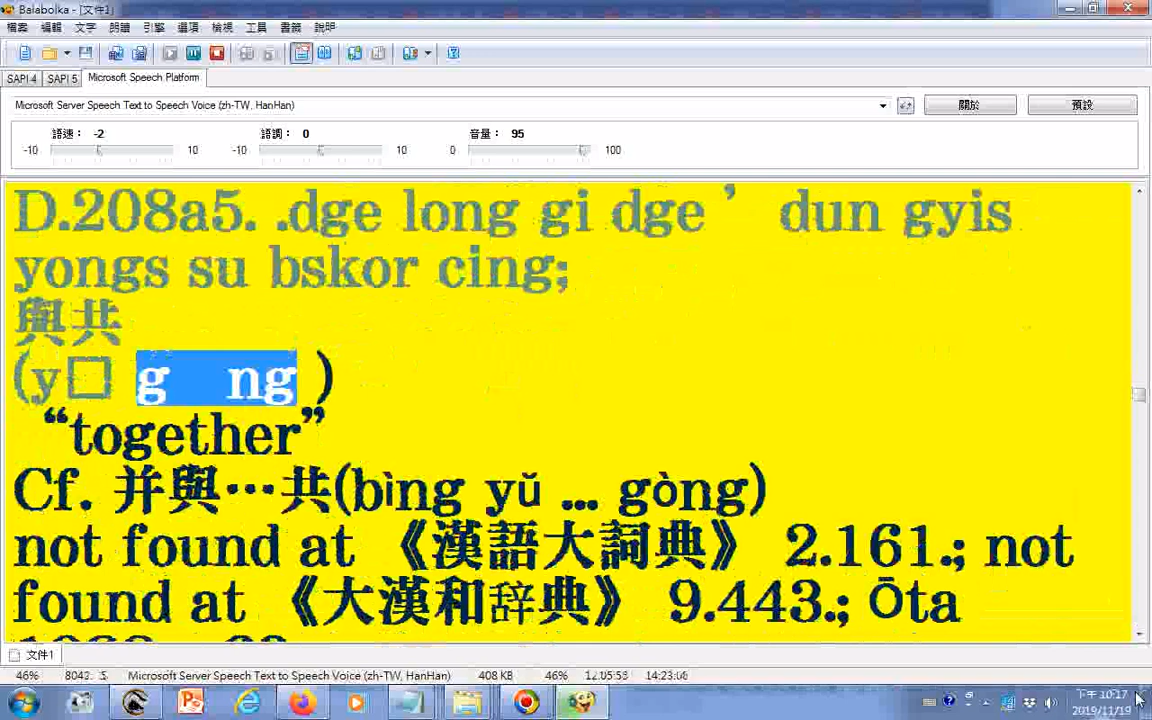 Balabolka - [文件1]
檔案 編輯 文字 朗讀 引擎 選項 檢視 工具 書籤 說明
SAPI 4 SAPI 5 Microsoft Speech Platform
Microsoft Server Speech Text to Speech Voice (zh-TW, HanHan) 關於 預設
語速： -2 語調： 0 音量： 95
-10 10 -10 10 0 100
D.208a5. .dge long gi dge ’ dun gyis
yongs su bskor cing;
與共
(y□ g ng )
“together”
Cf. 并與…共(bìng yŭ ... gòng)
not found at 《漢語大詞典》 2.161.; not
found at 《大漢和辞典》 9.443.; Ōta
文件1
46% Microsoft Server Speech Text to Speech Voice (zh-TW, HanHan) 408 KB 46% 12:05:53 14:23:06
下午 10:17
2019/11/19